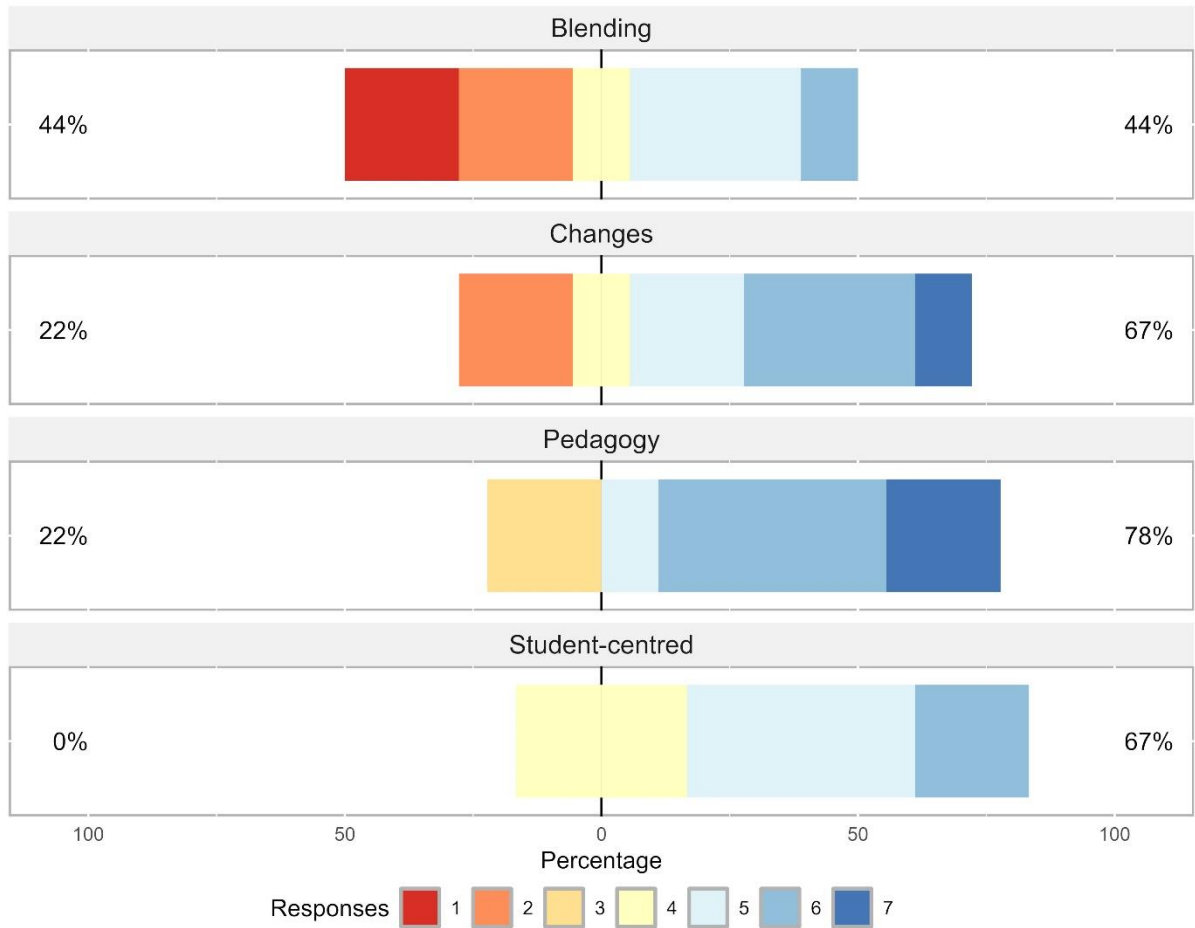 Blending
44% 44%
Changes
22% 67%
Pedagogy
22% 78%
Student-centred
0% 67%
100 50 0 50 100
Percentage
Responses 1 2 3 4 5 6 7